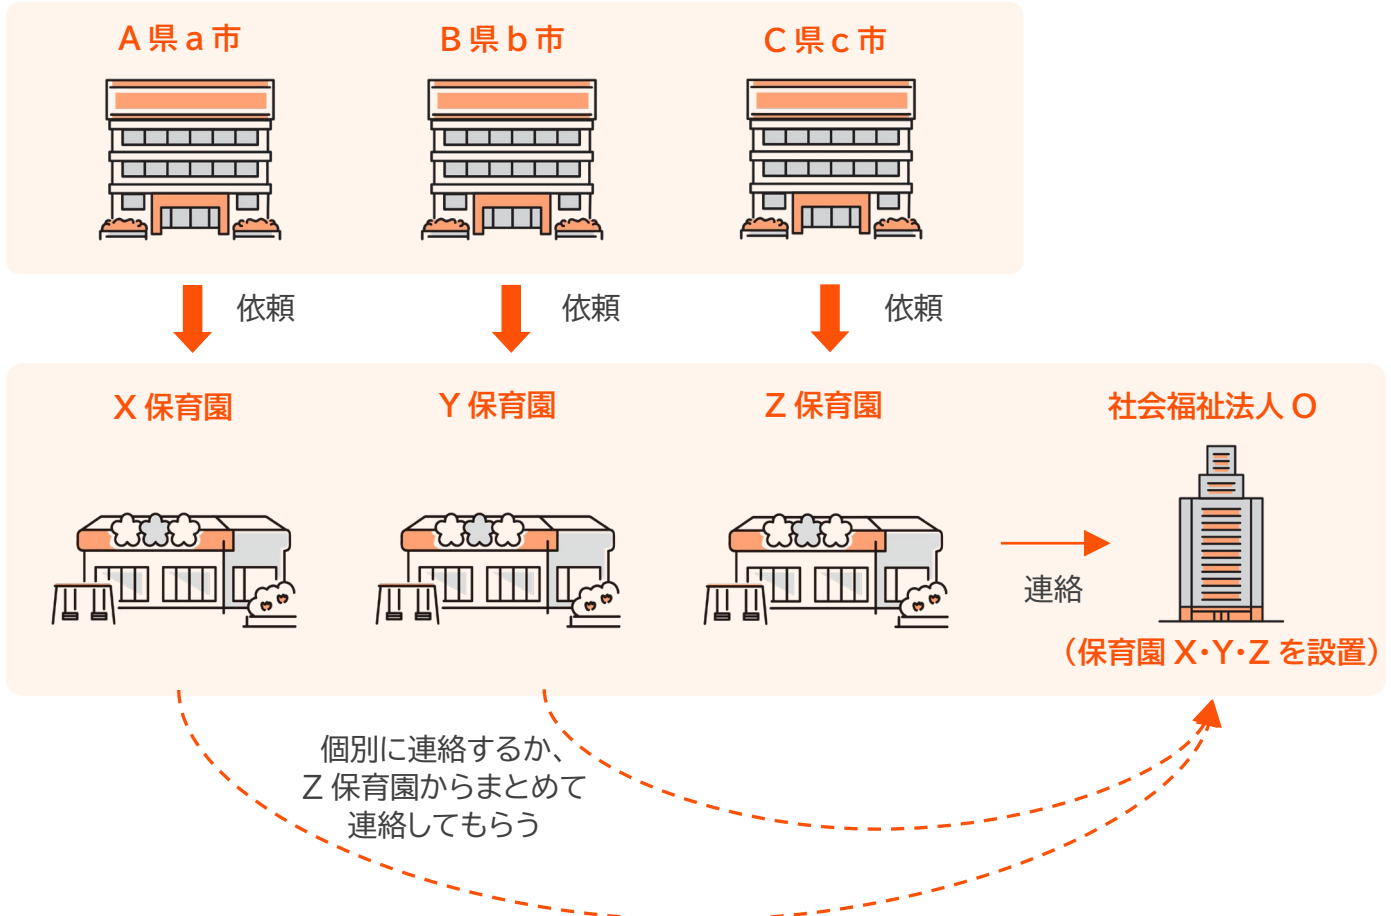 A県a市
B県b市
C県c市
依頼
依頼
依頼
X保育園
Y保育園
Z保育園
社会福祉法人O
連絡
（保育園X・Y・Zを設置）
個別に連絡するか、
Z保育園からまとめて
連絡してもらう